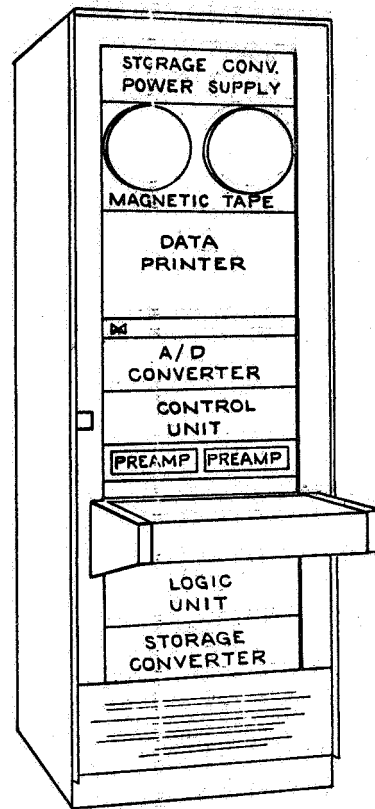 STORAGE CONV.
POWER SUPPLY
MAGNETIC TAPE
DATA
PRINTER
A/D
CONVERTER
CONTROL
UNIT
PREAMP PREAMP
LOGIC
UNIT
STORAGE
CONVERTER